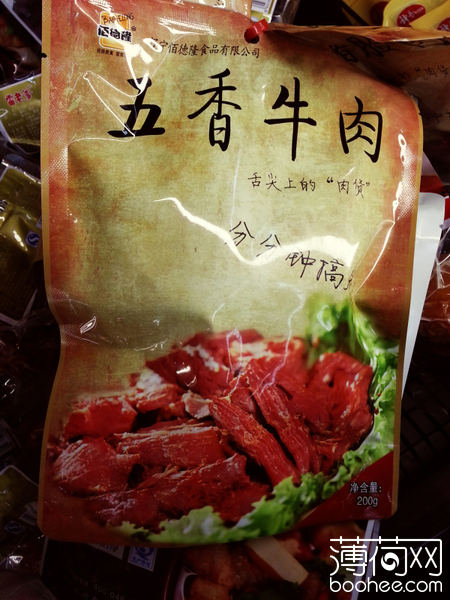 佰德隆
宁佰德隆食品有限公司
五香牛肉
舌尖上的“肉货”
分分钟搞
净含量:
200g
薄荷网
boohee.com